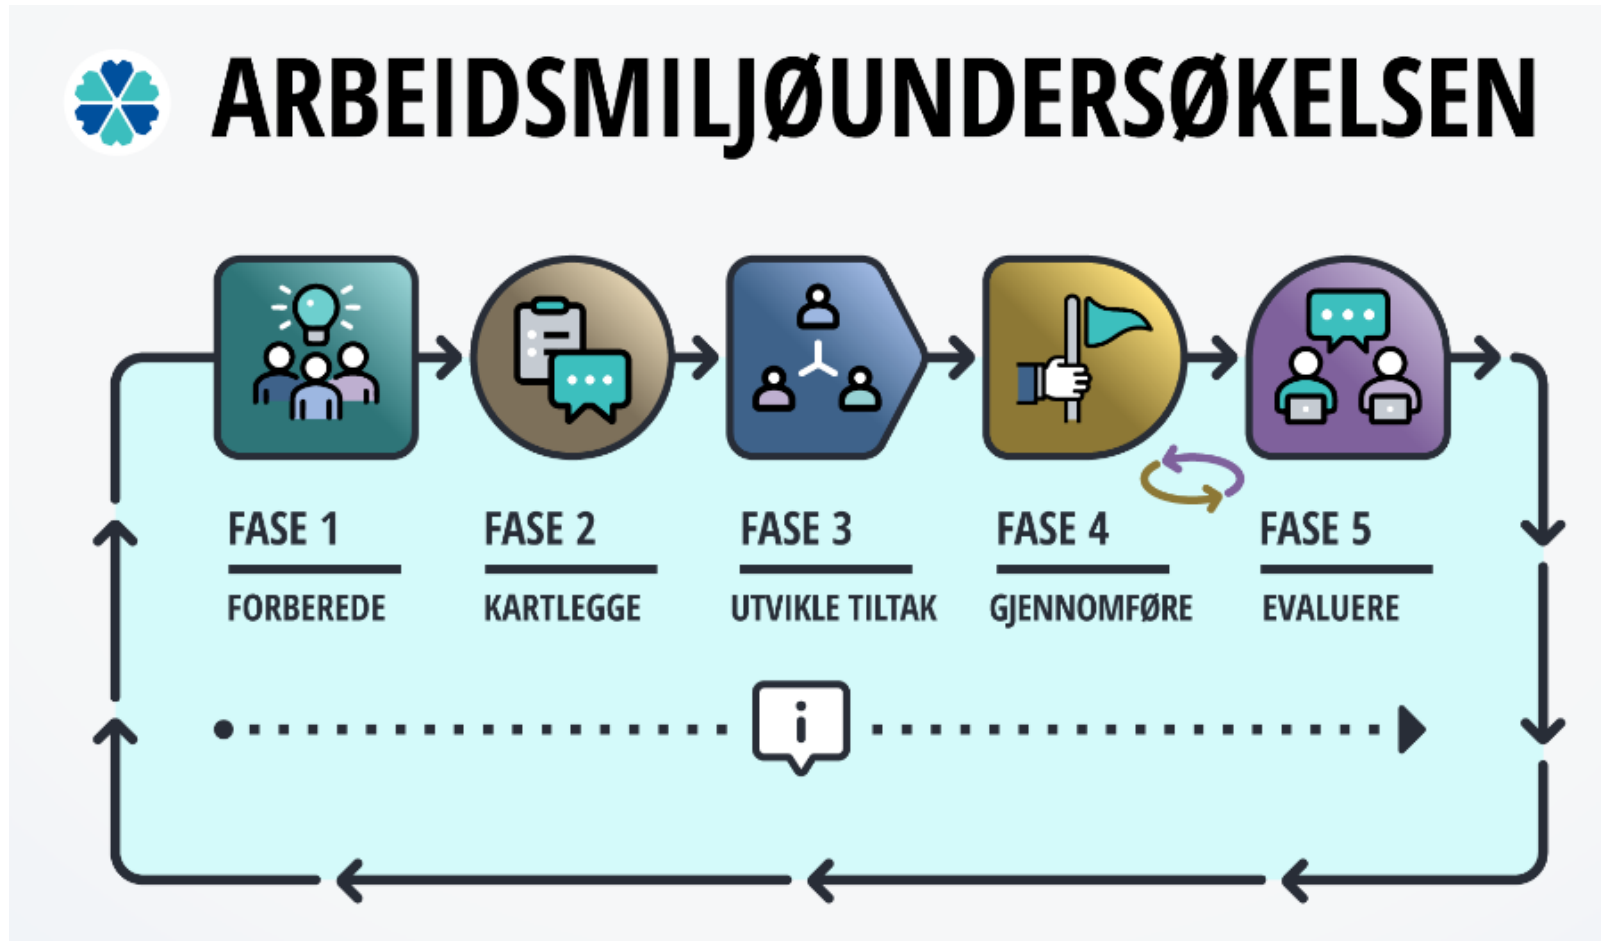 ARBEIDSMILJØUNDERSØKELSEN
FASE 1
FASE 2
FASE 3
FASE 4
FASE 5
FORBEREDE
KARTLEGGE
UTVIKLE TILTAK
GJENNOMFØRE
EVALUERE
i